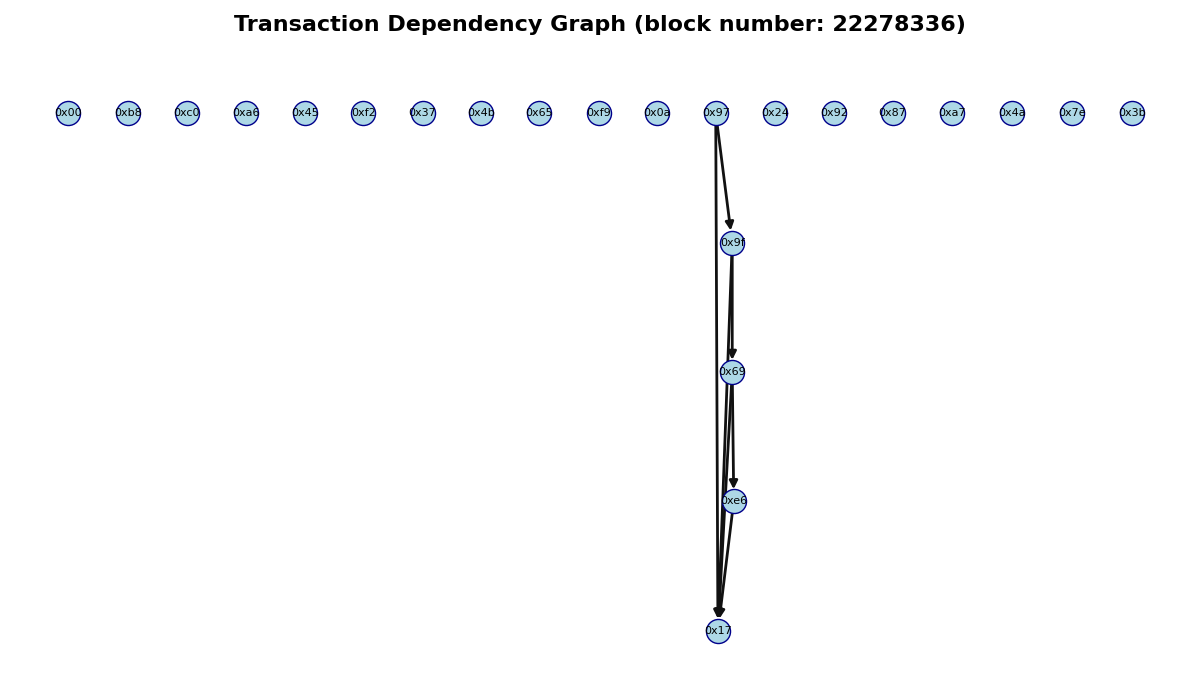 Transaction Dependency Graph (block number: 22278336)
0x00 0xb8 0xc0 0xa6 0x45 0xf2 0x37 0x4b 0x65 0xf9 0x0a 0x97 0x24 0x92 0x87 0xa7 0x4a 0x7e 0x3b
0x9f
0x69
0xe6
0x17